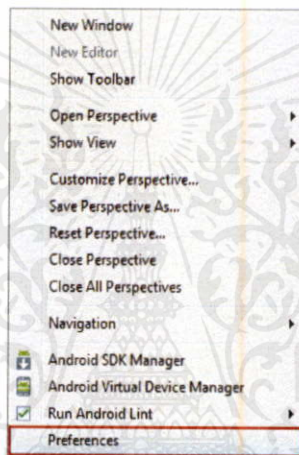 New Window
New Editor
Show Toolbar
Open Perspective
Show View
Customize Perspective...
Save Perspective As...
Reset Perspective...
Close Perspective
Close All Perspectives
Navigation
Android SDK Manager
Android Virtual Device Manager
Run Android Lint
Preferences